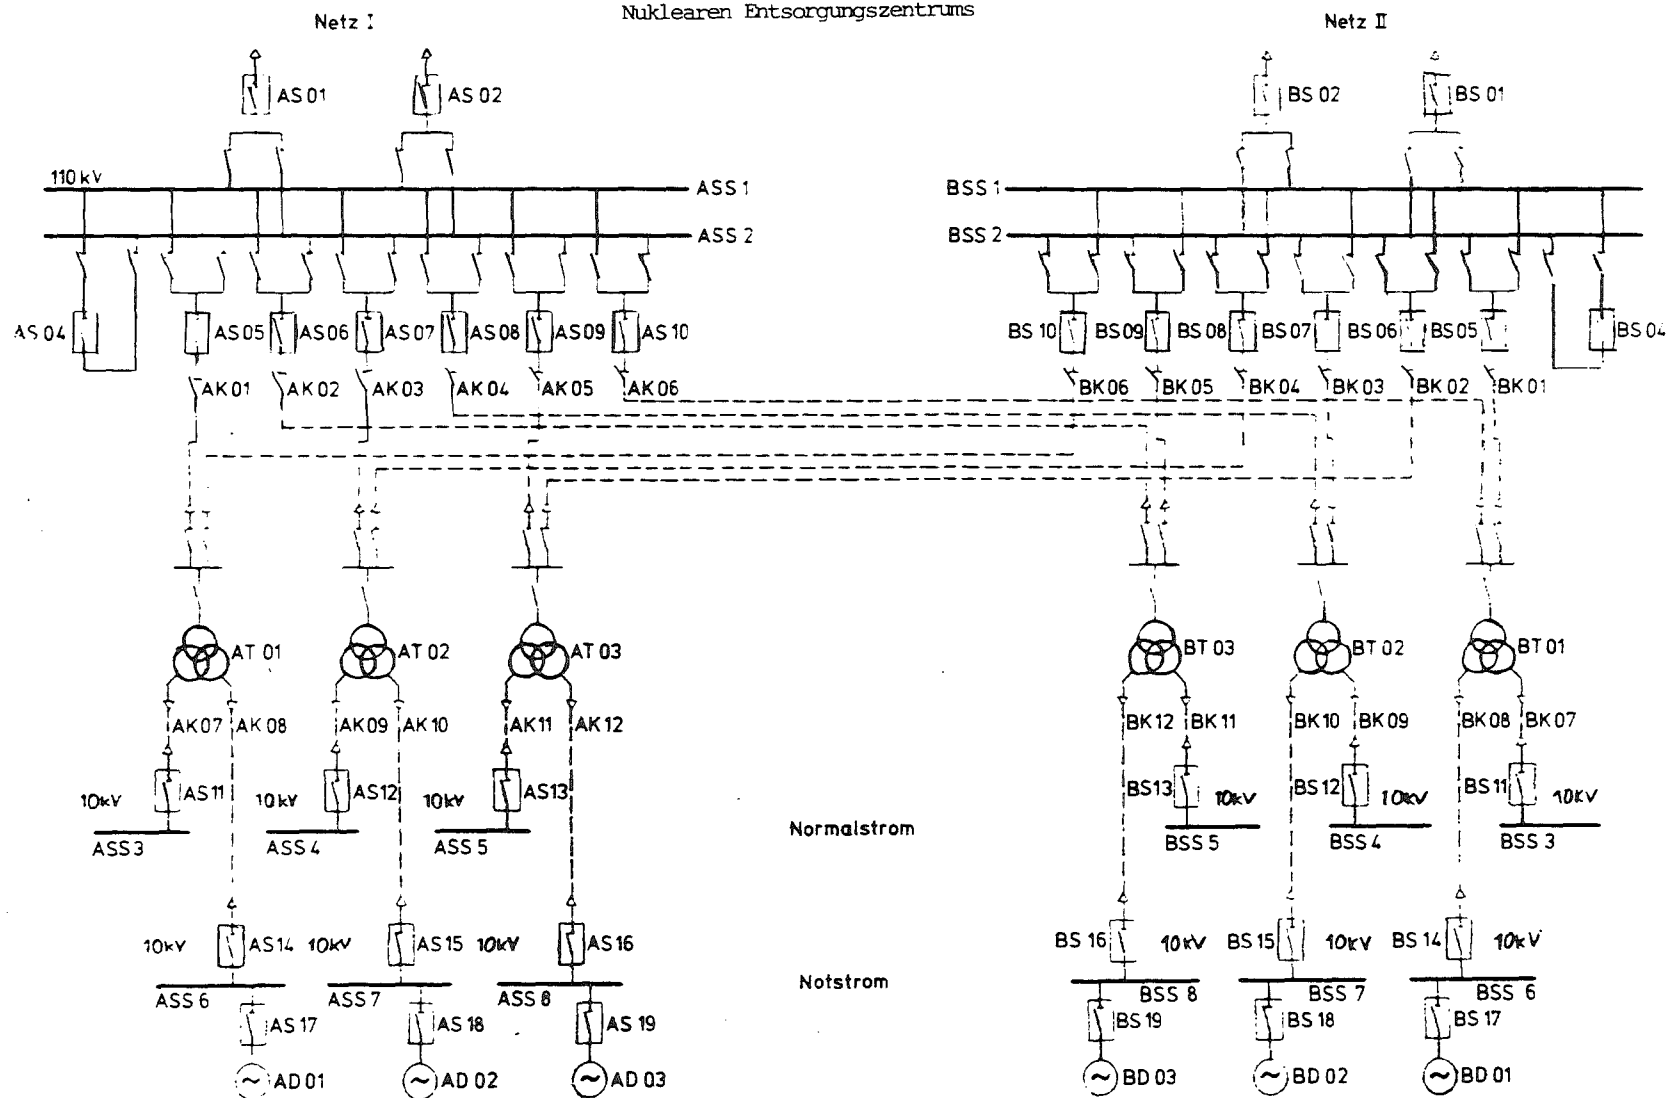 Nuklearen Entsorgungszentrums
Netz I Netz II
AS 01 AS 02 BS 02 BS 01
110 kV ASS 1 BSS 1
ASS 2 BSS 2
AS 04 AS 05 AS 06 AS 07 AS 08 AS 09 AS 10 BS 10 BS 09 BS 08 BS 07 BS 06 BS 05 BS 04
AK 01 AK 02 AK 03 AK 04 AK 05 AK 06 BK 06 BK 05 BK 04 BK 03 BK 02 BK 01
AT 01 AT 02 AT 03 BT 03 BT 02 BT 01
AK 07 AK 08 AK 09 AK 10 AK 11 AK 12 BK 12 BK 11 BK 10 BK 09 BK 08 BK 07
10kV AS 11 10kV AS 12 10kV AS 13 BS 13 10kV BS 12 10kV BS 11 10kV
Normalstrom
ASS 3 ASS 4 ASS 5 BSS 5 BSS 4 BSS 3
10kV AS 14 10kV AS 15 10kV AS 16 BS 16 10kV BS 15 10kV BS 14 10kV
Notstrom
ASS 6 ASS 7 ASS 8 BSS 8 BSS 7 BSS 6
AS 17 AS 18 AS 19 BS 19 BS 18 BS 17
AD 01 AD 02 AD 03 BD 03 BD 02 BD 01